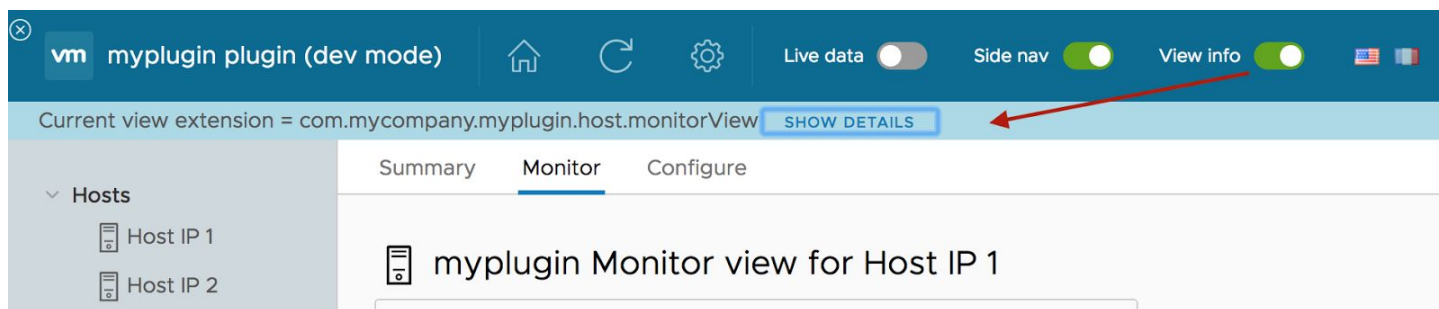 vm myplugin plugin (dev mode) Live data Side nav View info
Current view extension = com.mycompany.myplugin.host.monitorView SHOW DETAILS
Summary Monitor Configure
Hosts
Host IP 1
Host IP 2
myplugin Monitor view for Host IP 1